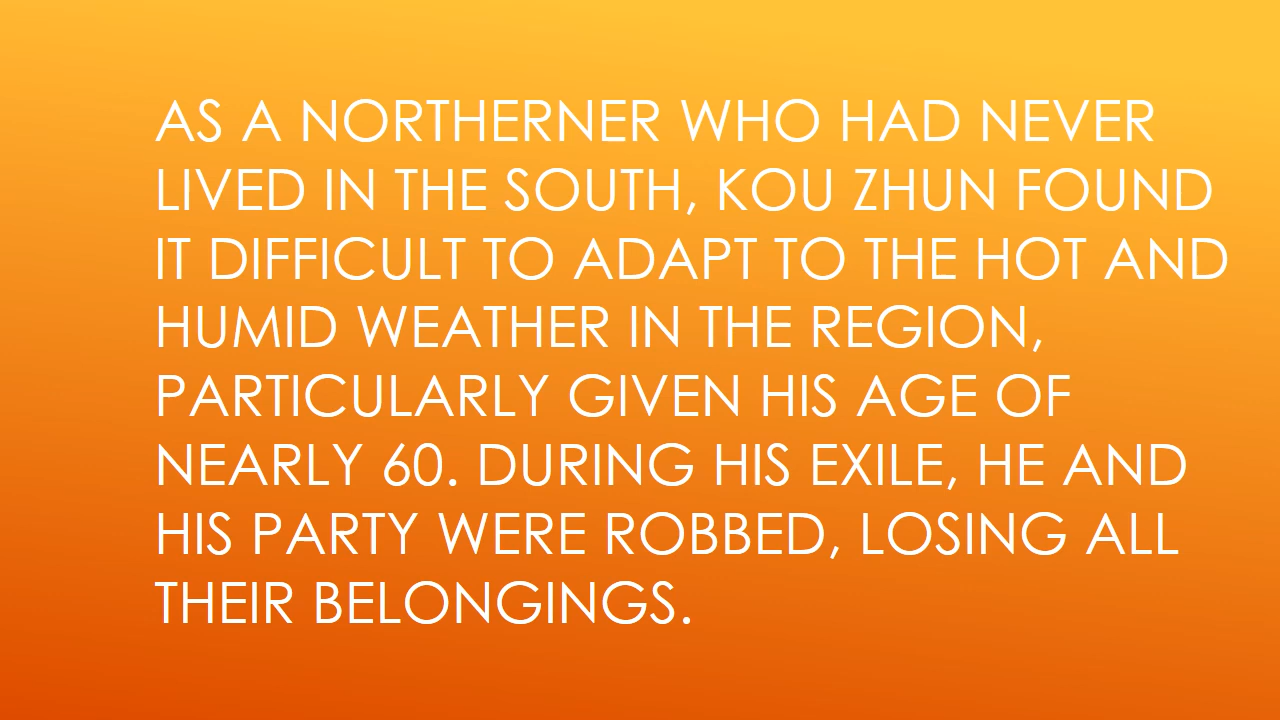 AS A NORTHERNER WHO HAD NEVER
LIVED IN THE SOUTH, KOU ZHUN FOUND
IT DIFFICULT TO ADAPT TO THE HOT AND
HUMID WEATHER IN THE REGION,
PARTICULARLY GIVEN HIS AGE OF
NEARLY 60. DURING HIS EXILE, HE AND
HIS PARTY WERE ROBBED, LOSING ALL
THEIR BELONGINGS.